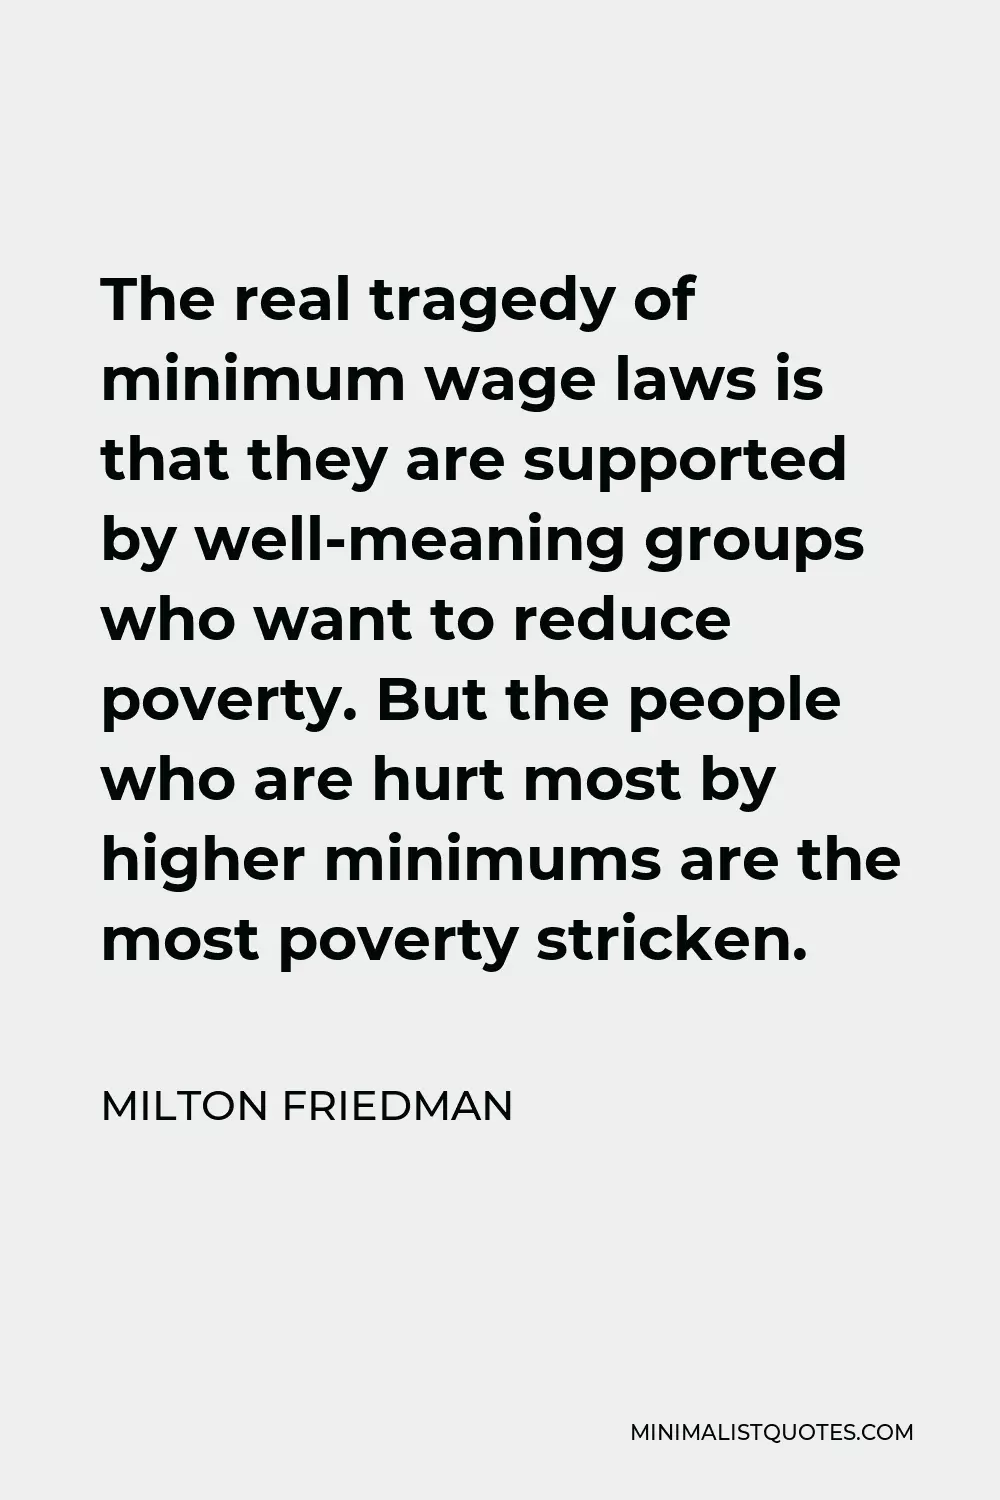 The real tragedy of
minimum wage laws is
that they are supported
by well-meaning groups
who want to reduce
poverty. But the people
who are hurt most by
higher minimums are the
most poverty stricken.
MILTON FRIEDMAN
MINIMALISTQUOTES.COM